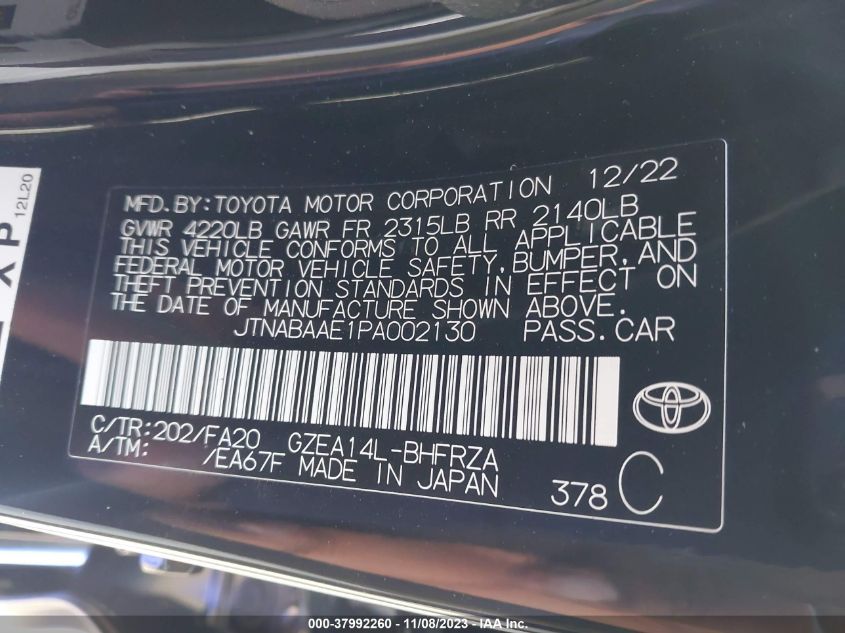 12L20
XP
MFD.BY:TOYOTA MOTOR CORPORATION 12/22
GVWR 4220LB GAWR FR 2315LB RR 2140LB
THIS VEHICLE CONFORMS TO ALL APPLICABLE
FEDERAL MOTOR VEHICLE SAFETY,BUMPER,AND
THEFT PREVENTION STANDARDS IN EFFECT ON
THE DATE OF MANUFACTURE SHOWN ABOVE.
JTNABAAE1PA002130 PASS.CAR
C/TR:202/FA20 GZEA14L-BHFRZA
A/TM: /EA67F MADE IN JAPAN
378 C
000-37992260 - 11/08/2023 - IAA Inc.